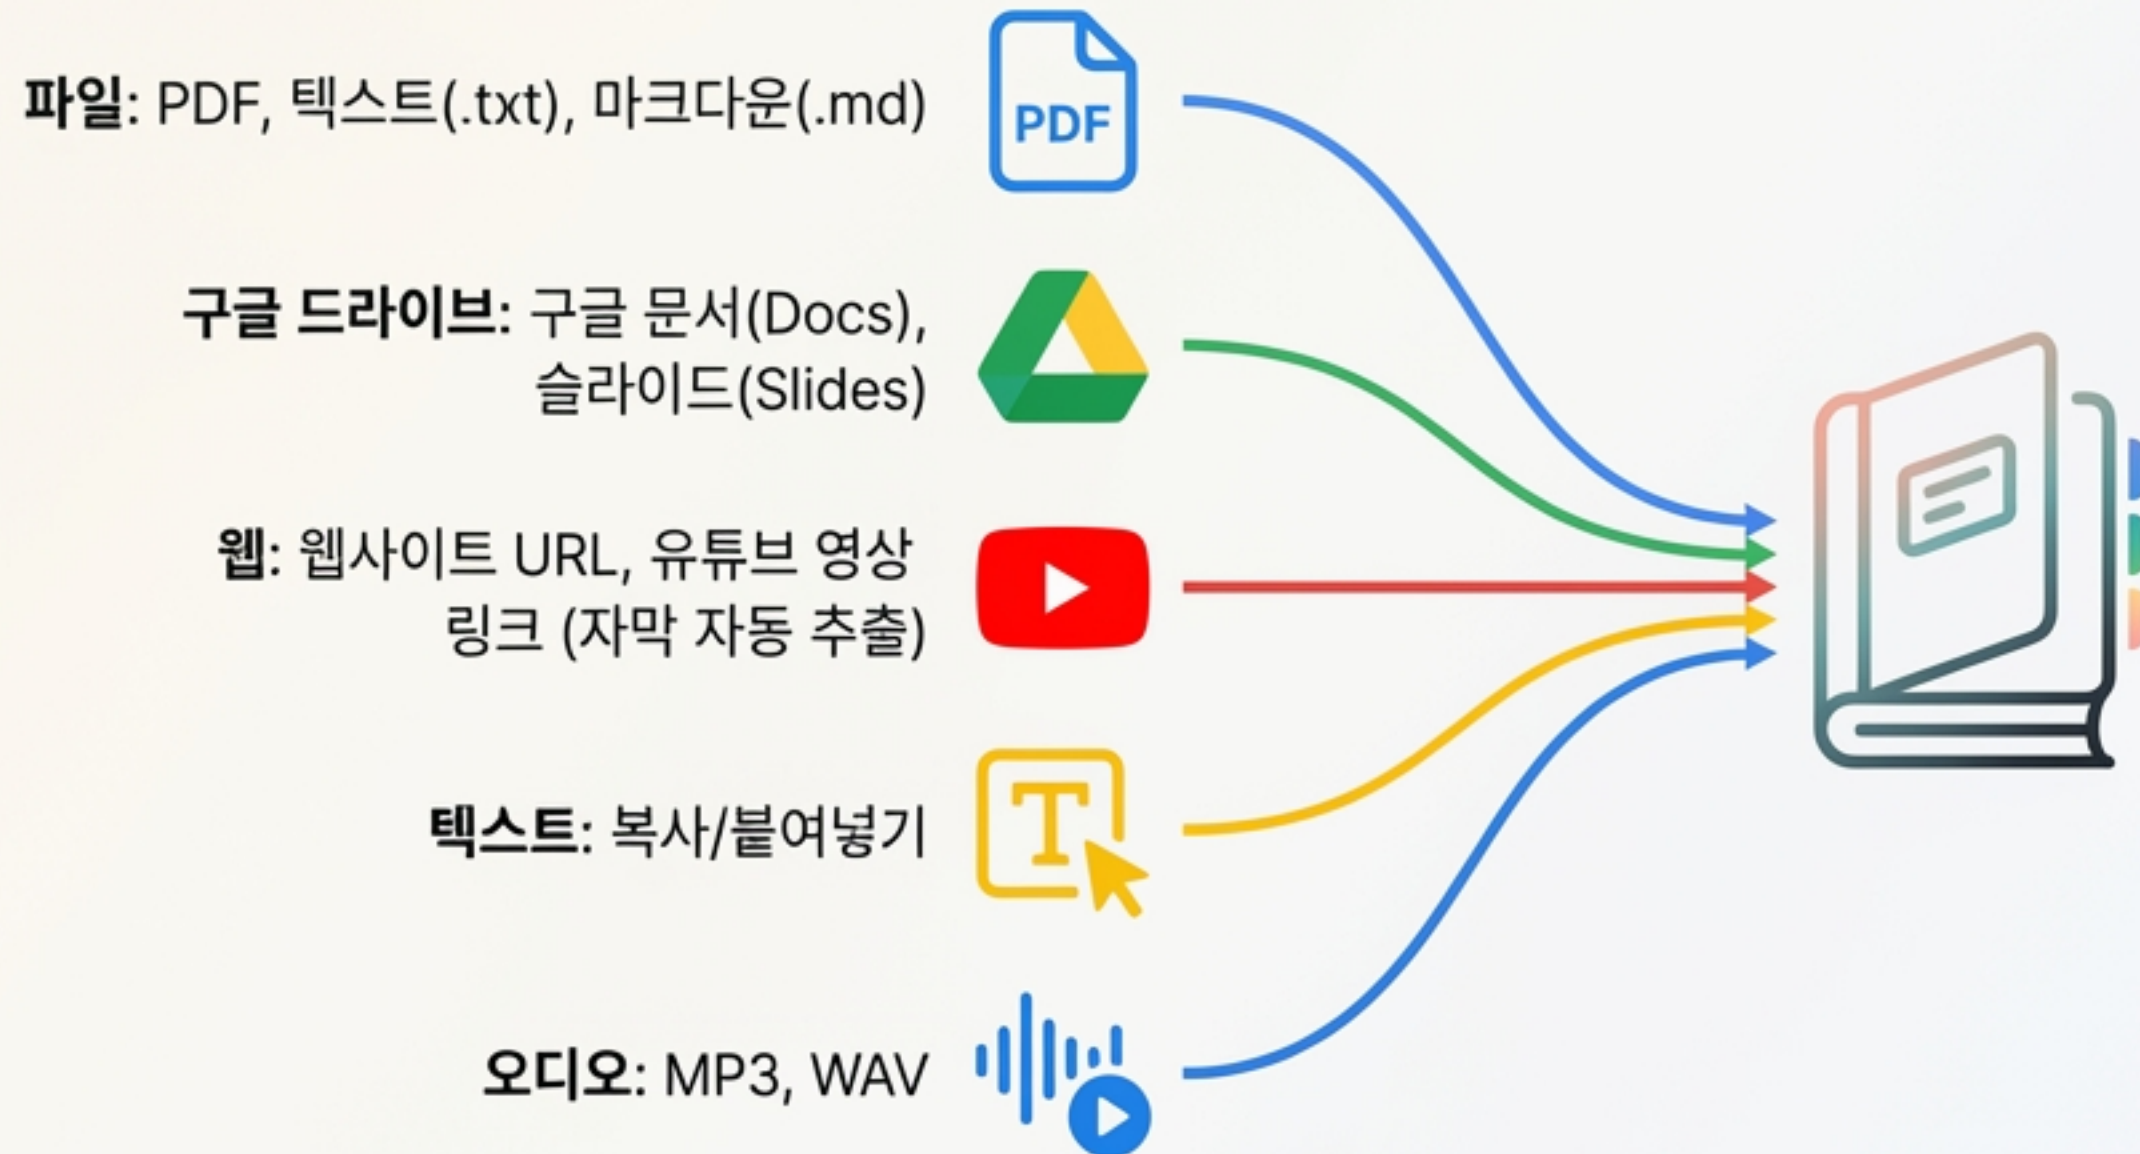 파일: PDF, 텍스트(.txt), 마크다운(.md)
PDF
구글 드라이브: 구글 문서(Docs),
슬라이드(Slides)
웹: 웹사이트 URL, 유튜브 영상
링크 (자막 자동 추출)
텍스트: 복사/붙여넣기
T
오디오: MP3, WAV